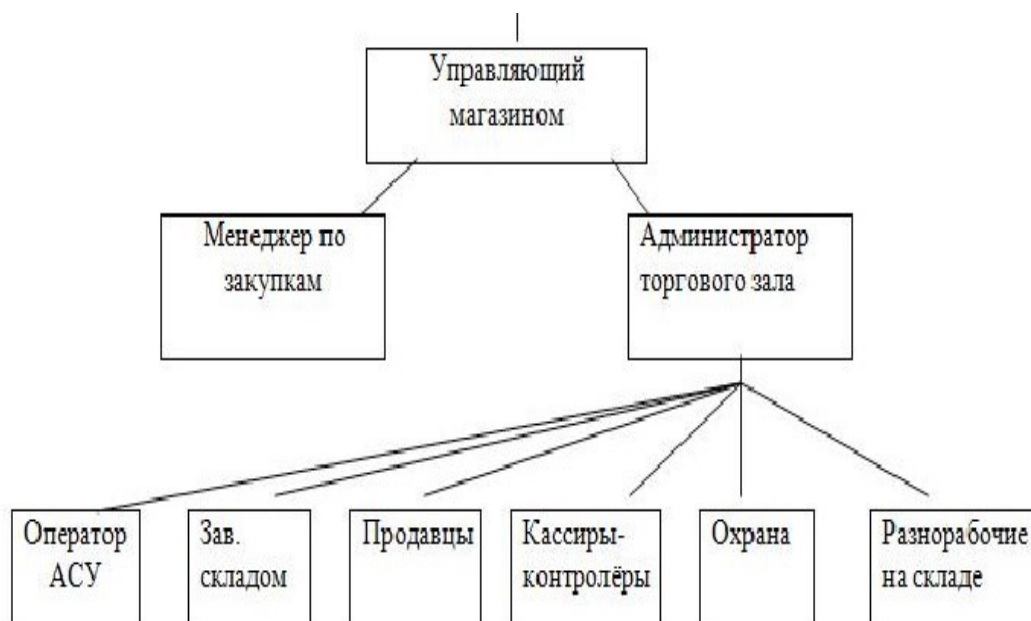 Управляющий
магазином
Менеджер по
закупкам
Администратор
торгового зала
Оператор
АСУ
Зав.
складом
Продавцы
Кассиры-
контролёры
Охрана
Разнорабочие
на складе